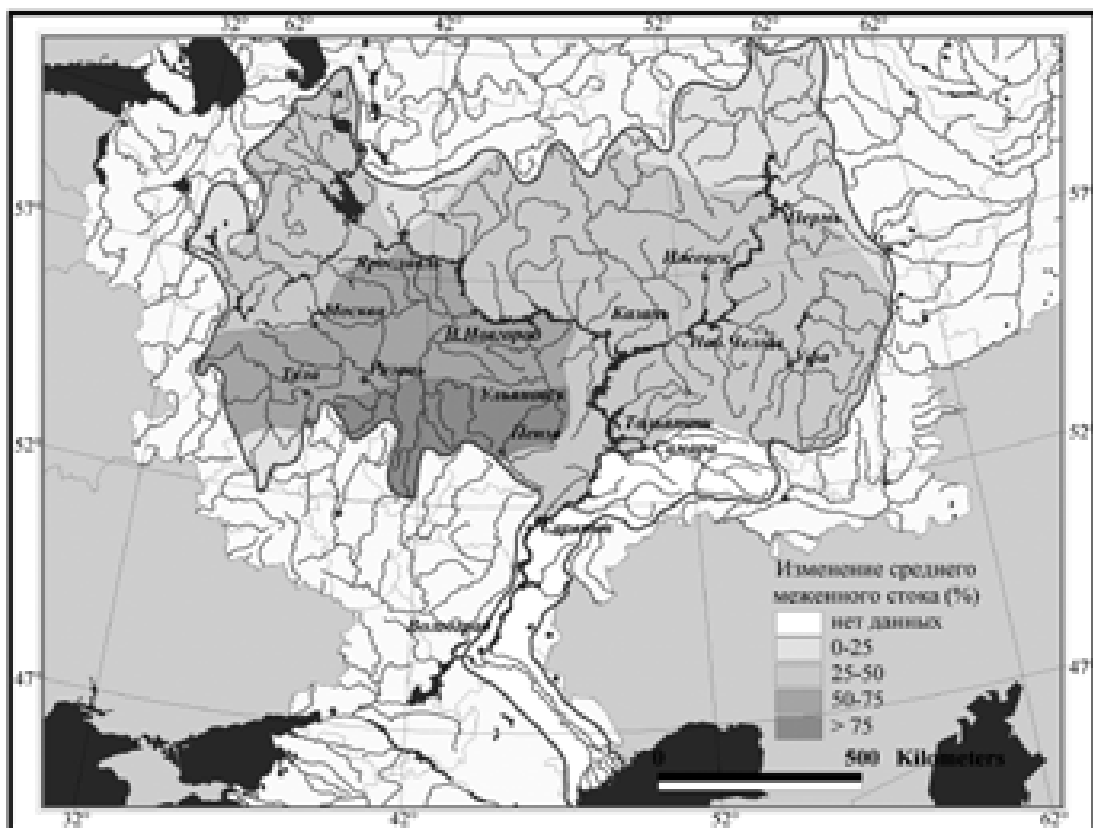 32° 62° 42° 52° 62° 62°
57° 57°
Пермь
Ярославль
Ижевск
Москва
Казань
Н.Новгород
Наб.Челны
Уфа
Тула
Рязань
Ульяновск
Пенза
Тольятти
Самара
52° 52°
Саратов
Волгоград
47° 47°
Изменение среднего
меженного стока (%)
нет данных
0-25
25-50
50-75
> 75
0 500 Kilometers
32° 42° 52° 62°